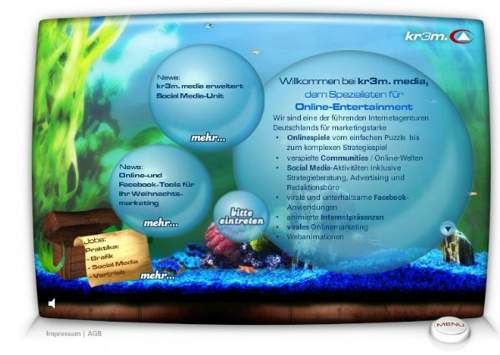 kr3m.
News:
kr3m. media erweitert
Social Media-Unit
mehr...
Willkommen bei kr3m. media,
dem Spezialisten für
Online-Entertainment
Wir sind eine der führenden Internetagenturen
Deutschlands für marketingstarke
• Onlinespiele vom einfachen Puzzle bis
zum komplexen Strategiespiel
• verspielte Communities / Online-Welten
• Social Media-Aktivitäten inklusive
Strategieberatung, Advertising und
Redaktionsbüro
• virale und unterhaltsame Facebook-
Anwendungen
• animierte Internetpräsenzen
• virales Onlinemarketing
• Webanimationen
News:
Online-und
Facebook-Tools für
Ihr Weihnachts-
marketing
mehr...
bitte
eintreten
Jobs:
Praktika:
- Grafik
- Social Media
- Vertrieb
mehr...
MENU
Impressum | AGB